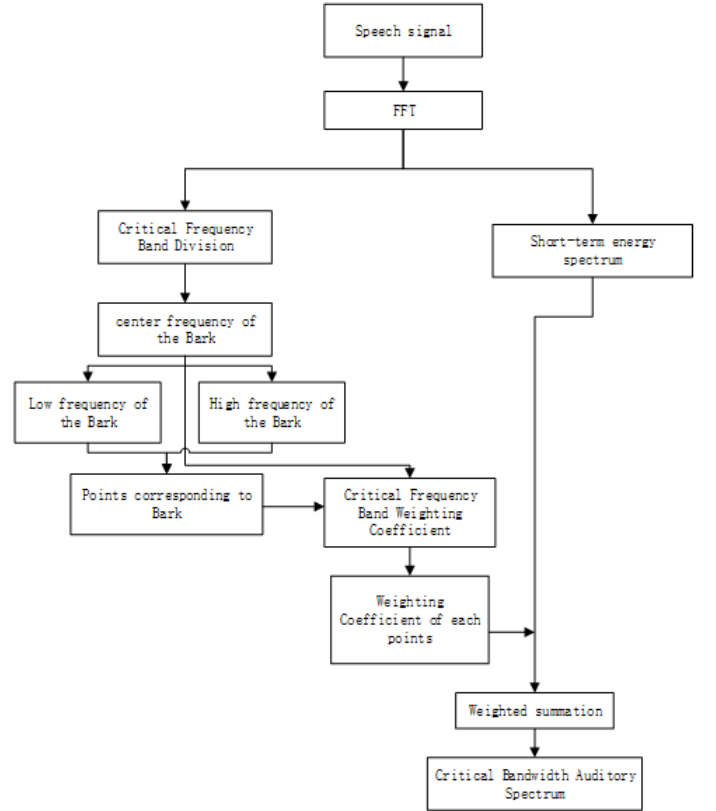 Speech signal
FFT
Critical Frequency
Band Division
Short-term energy
spectrum
center frequency of
the Bark
Low frequency of
the Bark
High frequency of
the Bark
Points corresponding to
Bark
Critical Frequency
Band Weighting
Coefficient
Weighting
Coefficient of each
points
Weighted summation
Critical Bandwidth Auditory
Spectrum